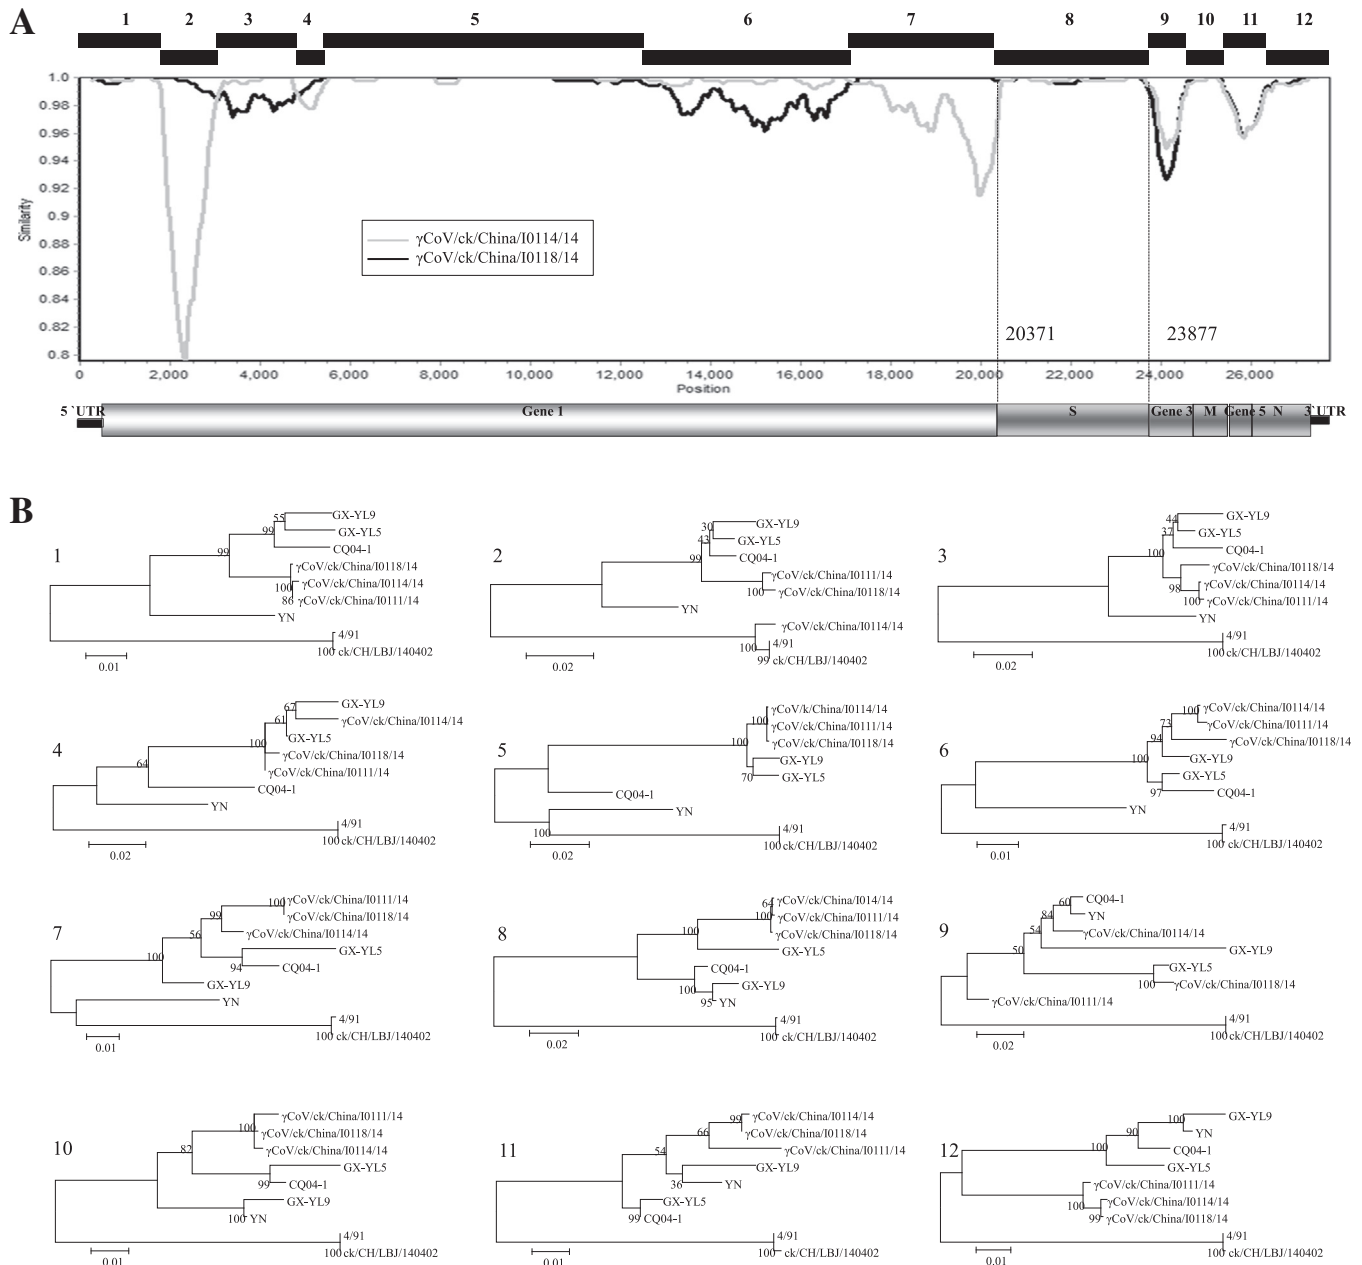 A
1 2 3 4 5 6 7 8 9 10 11 12
1.0
0.98
0.96
0.94
0.92
0.9
0.88
0.86
0.84
0.82
0.8
Similarity
γCoV/ck/China/I0114/14
γCoV/ck/China/I0118/14
20371
23877
0 2,000 4,000 6,000 8,000 10,000 12,000 14,000 16,000 18,000 20,000 22,000 24,000 26,000
Position
5`UTR Gene 1 S Gene 3 M Gene 5 N 3`UTR
B
1
GX-YL9
55
GX-YL5
99
CQ04-1
99
γCoV/ck/China/I0118/14
γCoV/ck/China/I0114/14
100
γCoV/ck/China/I0111/14
86
YN
4/91
100 ck/CH/LBJ/140402
0.01
2
GX-YL9
30
GX-YL5
43
CQ04-1
99
γCoV/ck/China/I0111/14
100
γCoV/ck/China/I0118/14
YN
γCoV/ck/China/I0114/14
100
4/91
99 ck/CH/LBJ/140402
0.02
3
GX-YL9
44
GX-YL5
37
CQ04-1
100
γCoV/ck/China/I0118/14
γCoV/ck/China/I0114/14
98
100 γCoV/ck/China/I0111/14
YN
4/91
100 ck/CH/LBJ/140402
0.02
4
GX-YL9
67
γCoV/ck/China/I0114/14
61
GX-YL5
100
γCoV/ck/China/I0118/14
γCoV/ck/China/I0111/14
64
CQ04-1
YN
4/91
100 ck/CH/LBJ/140402
0.02
5
γCoV/k/China/I0114/14
100
γCoV/ck/China/I0111/14
100
γCoV/ck/China/I0118/14
GX-YL9
70
GX-YL5
CQ04-1
YN
100
4/91
100 ck/CH/LBJ/140402
0.02
6
γCoV/ck/China/I0114/14
100
γCoV/ck/China/I0111/14
73
γCoV/ck/China/I0118/14
94
GX-YL9
100
GX-YL5
97
CQ04-1
YN
4/91
100 ck/CH/LBJ/140402
0.01
7
γCoV/ck/China/I0111/14
100
γCoV/ck/China/I0118/14
99
γCoV/ck/China/I0114/14
56
GX-YL5
94
CQ04-1
100
GX-YL9
YN
4/91
100 ck/CH/LBJ/140402
0.01
8
γCoV/ck/China/I014/14
64
γCoV/ck/China/I0111/14
100
γCoV/ck/China/I0118/14
100
GX-YL5
CQ04-1
100
GX-YL9
95 YN
4/91
100 ck/CH/LBJ/140402
0.02
9
CQ04-1
60
YN
84
γCoV/ck/China/I0114/14
54
GX-YL9
50
GX-YL5
100 γCoV/ck/China/I0118/14
γCoV/ck/China/I0111/14
4/91
100 ck/CH/LBJ/140402
0.02
10
γCoV/ck/China/I0111/14
100
γCoV/ck/China/I0118/14
γCoV/ck/China/I0114/14
82
GX-YL5
99 CQ04-1
GX-YL9
100 YN
4/91
100 ck/CH/LBJ/140402
0.01
11
γCoV/ck/China/I0114/14
99
γCoV/ck/China/I0118/14
66
γCoV/ck/China/I0111/14
54
GX-YL9
36
YN
GX-YL5
99 CQ04-1
4/91
100 ck/CH/LBJ/140402
0.01
12
GX-YL9
100
YN
90
CQ04-1
100
GX-YL5
γCoV/ck/China/I0111/14
100
γCoV/ck/China/I0114/14
99 γCoV/ck/China/I0118/14
4/91
100 ck/CH/LBJ/140402
0.01